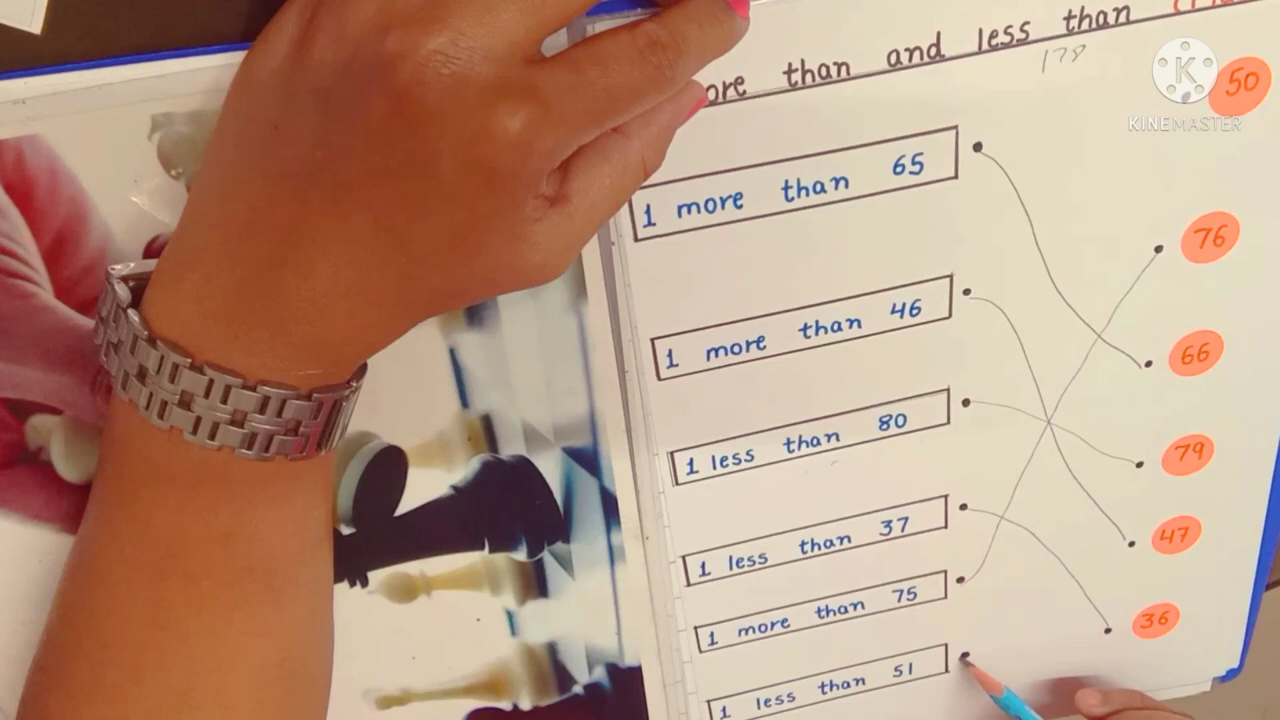 than and less than
178
50
KINEMASTER
1 more than 65
76
1 more than 46
66
1 less than 80
79
1 less than 37
47
1 more than 75
36
1 less than 51